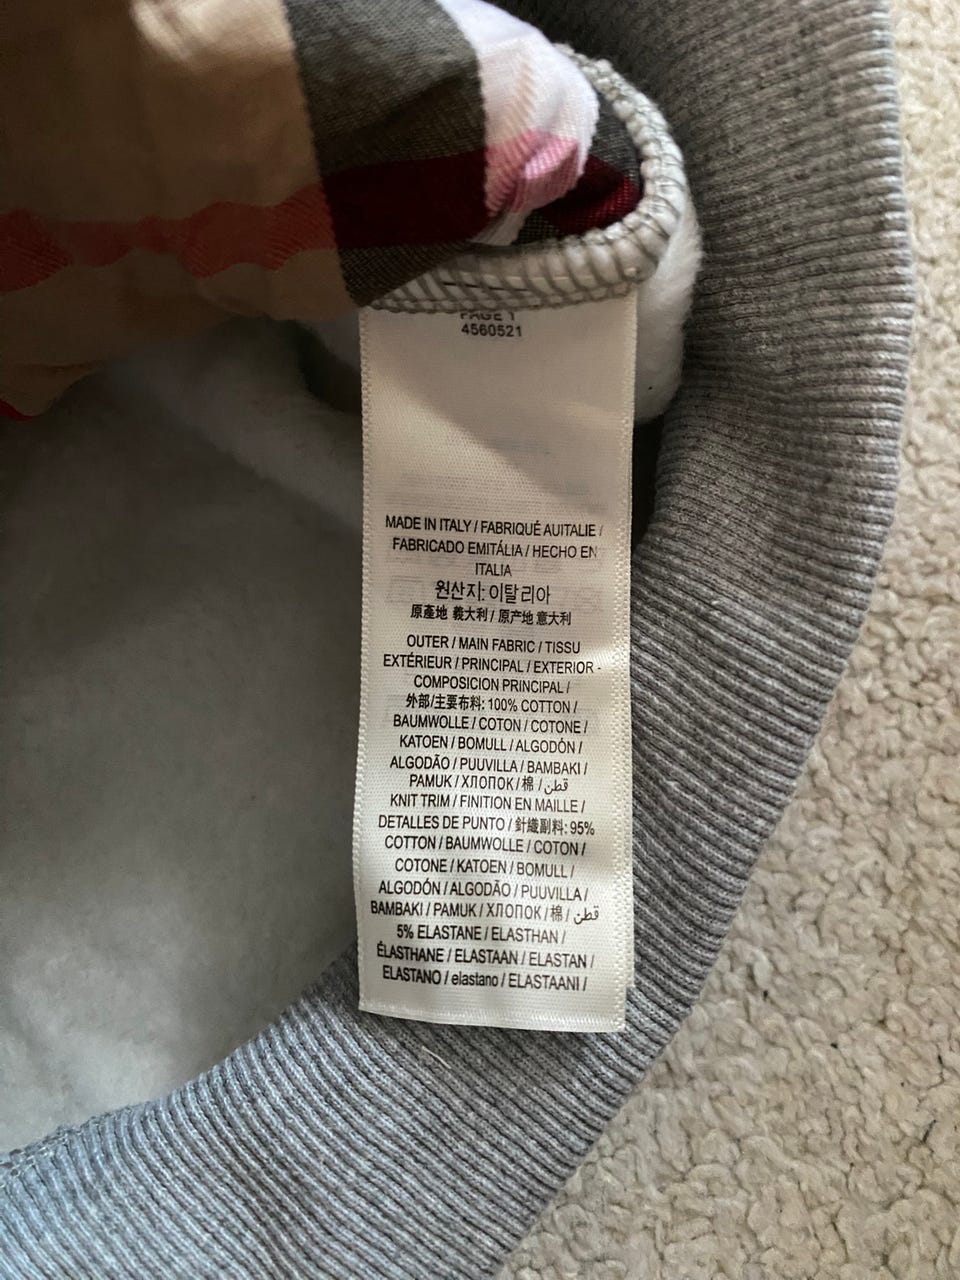 PAGE 1
4560521
MADE IN ITALY / FABRIQUÉ AUITALIE /
FABRICADO EMITÁLIA / HECHO EN
ITALIA
원산지: 이탈리아
原產地 義大利 / 原产地 意大利
OUTER / MAIN FABRIC / TISSU
EXTÉRIEUR / PRINCIPAL / EXTERIOR -
COMPOSICION PRINCIPAL /
外部/主要布料: 100% COTTON /
BAUMWOLLE / COTON / COTONE /
KATOEN / BOMULL / ALGODÓN /
ALGODÃO / PUUVILLA / BAMBAKI /
PAMUK / ХЛОПОК / 棉 / قطن /
KNIT TRIM / FINITION EN MAILLE /
DETALLES DE PUNTO / 針織副料: 95%
COTTON / BAUMWOLLE / COTON /
COTONE / KATOEN / BOMULL /
ALGODÓN / ALGODÃO / PUUVILLA /
BAMBAKI / PAMUK / ХЛОПОК / 棉 / قطن /
5% ELASTANE / ELASTHAN /
ÉLASTHANE / ELASTAAN / ELASTAN /
ELASTANO / elastano / ELASTAANI /